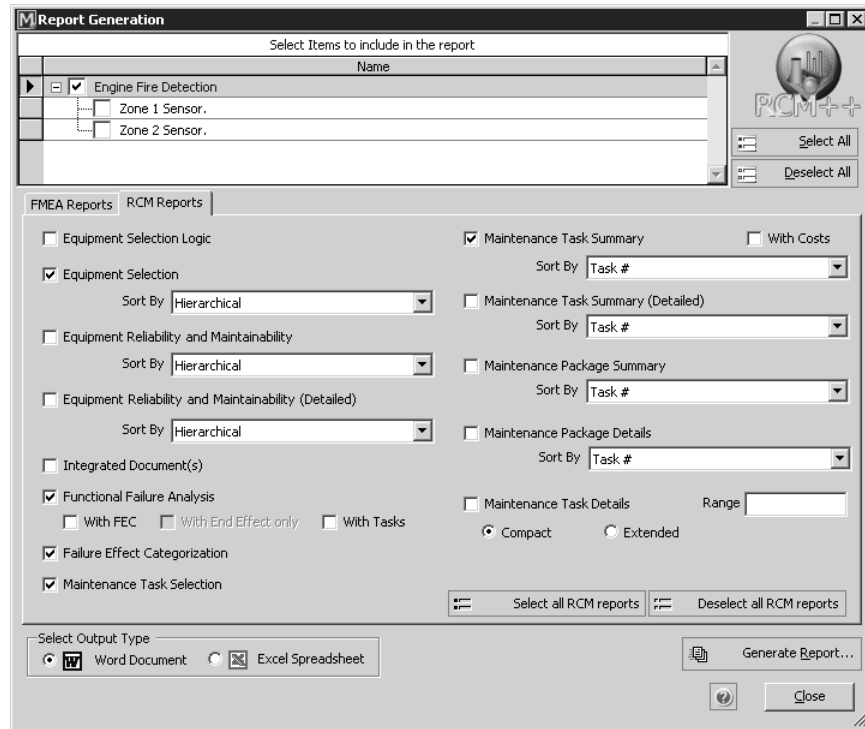 Report Generation
Select Items to include in the report
Name
Engine Fire Detection
Zone 1 Sensor.
Zone 2 Sensor.
RCM++
Select All
Deselect All
FMEA Reports
RCM Reports
Equipment Selection Logic
Equipment Selection
Sort By Hierarchical
Equipment Reliability and Maintainability
Sort By Hierarchical
Equipment Reliability and Maintainability (Detailed)
Sort By Hierarchical
Integrated Document(s)
Functional Failure Analysis
With FEC With End Effect only With Tasks
Failure Effect Categorization
Maintenance Task Selection
Maintenance Task Summary With Costs
Sort By Task #
Maintenance Task Summary (Detailed)
Sort By Task #
Maintenance Package Summary
Sort By Task #
Maintenance Package Details
Sort By Task #
Maintenance Task Details Range
Compact Extended
Select all RCM reports Deselect all RCM reports
Select Output Type
W Word Document X Excel Spreadsheet
Generate Report...
? Close